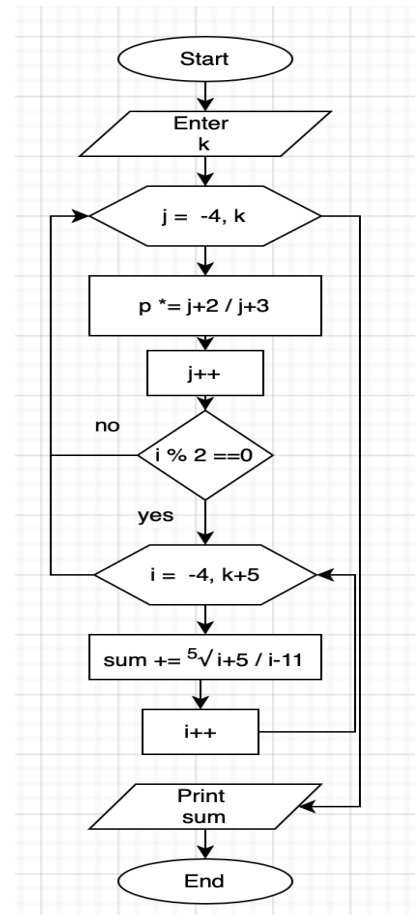 Start
Enter
k
j = -4, k
p *= j+2 / j+3
j++
no
i % 2 ==0
yes
i = -4, k+5
sum += ⁵√ i+5 / i-11
i++
Print
sum
End